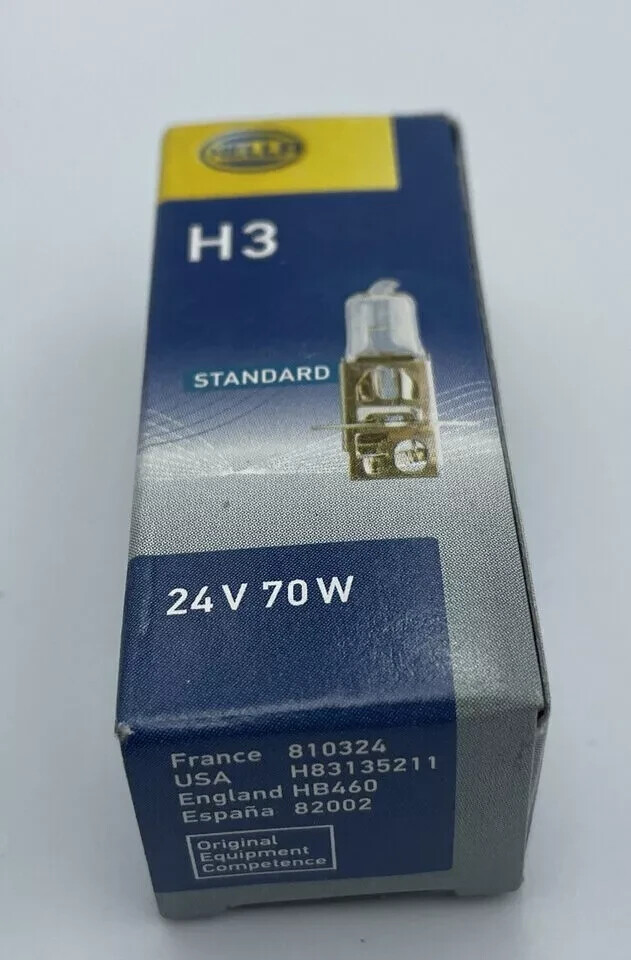 HELLA
H3
STANDARD
24 V 70 W
France 810324
USA H83135211
England HB460
España 82002
Original
Equipment
Competence